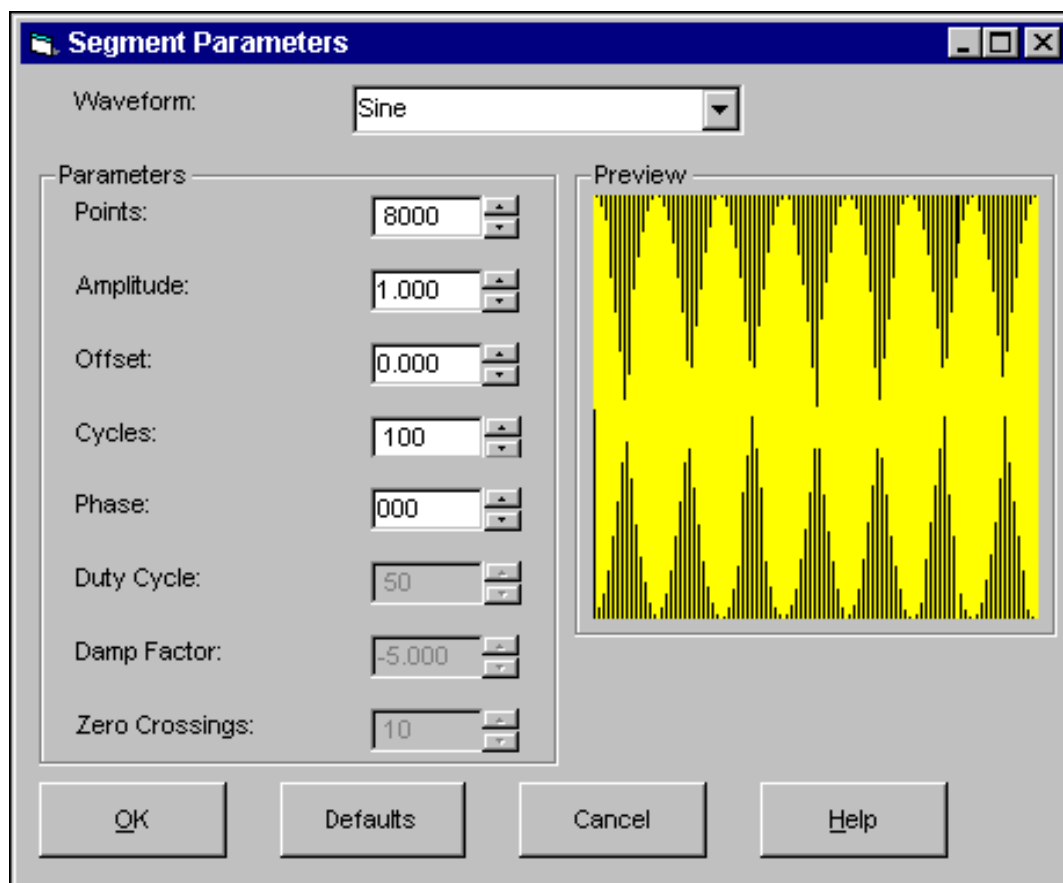 Segment Parameters
Waveform: Sine
Parameters
Points: 8000
Amplitude: 1.000
Offset: 0.000
Cycles: 100
Phase: 000
Duty Cycle: 50
Damp Factor: -5.000
Zero Crossings: 10
Preview
OK Defaults Cancel Help